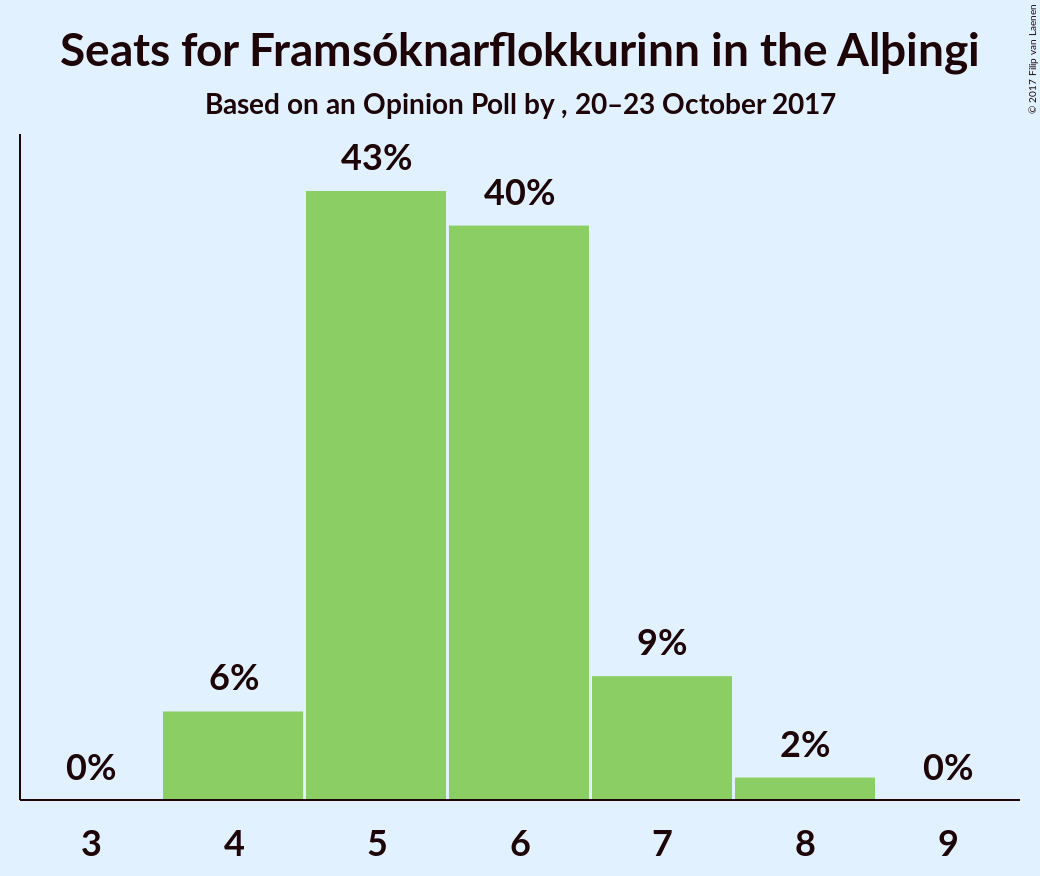 Seats for Framsóknarflokkurinn in the Alþingi
Based on an Opinion Poll by , 20–23 October 2017
© 2017 Filip van Laenen
43%
40%
9%
6%
2%
0%
0%
3 4 5 6 7 8 9